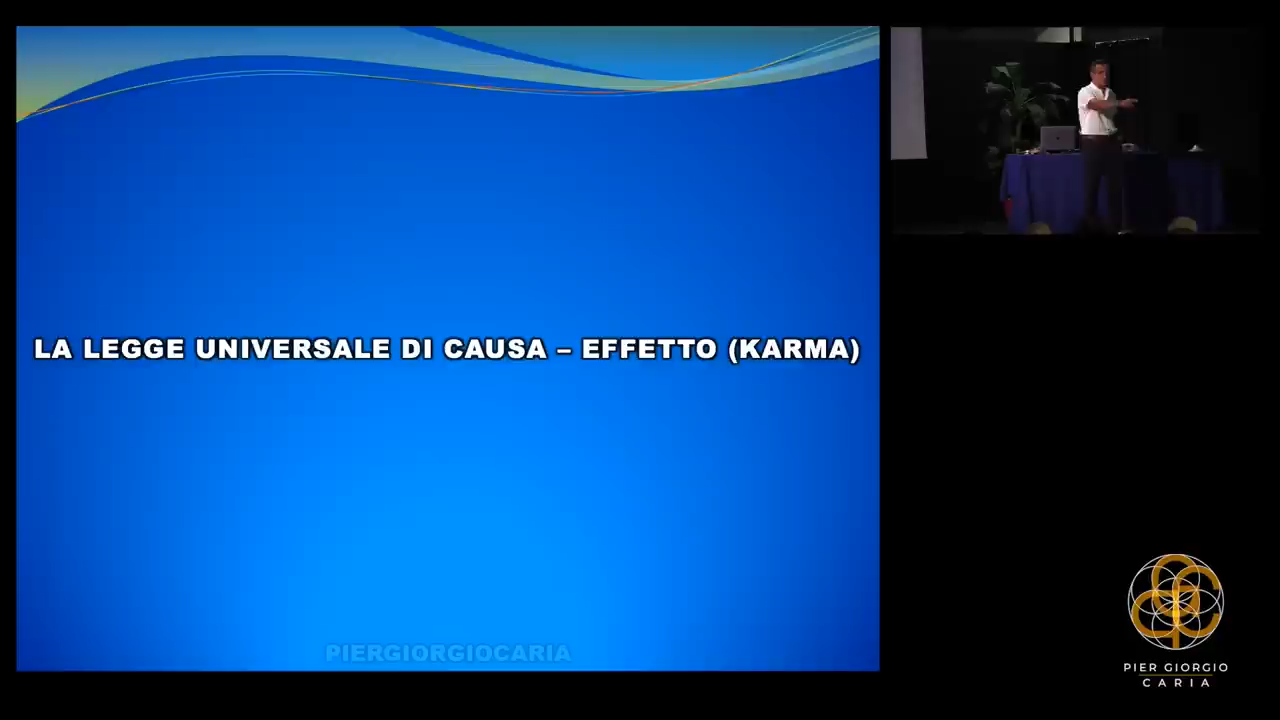 LA LEGGE UNIVERSALE DI CAUSA – EFFETTO (KARMA)
PIERGIORGIOCARIA
PIER GIORGIO
CARIA